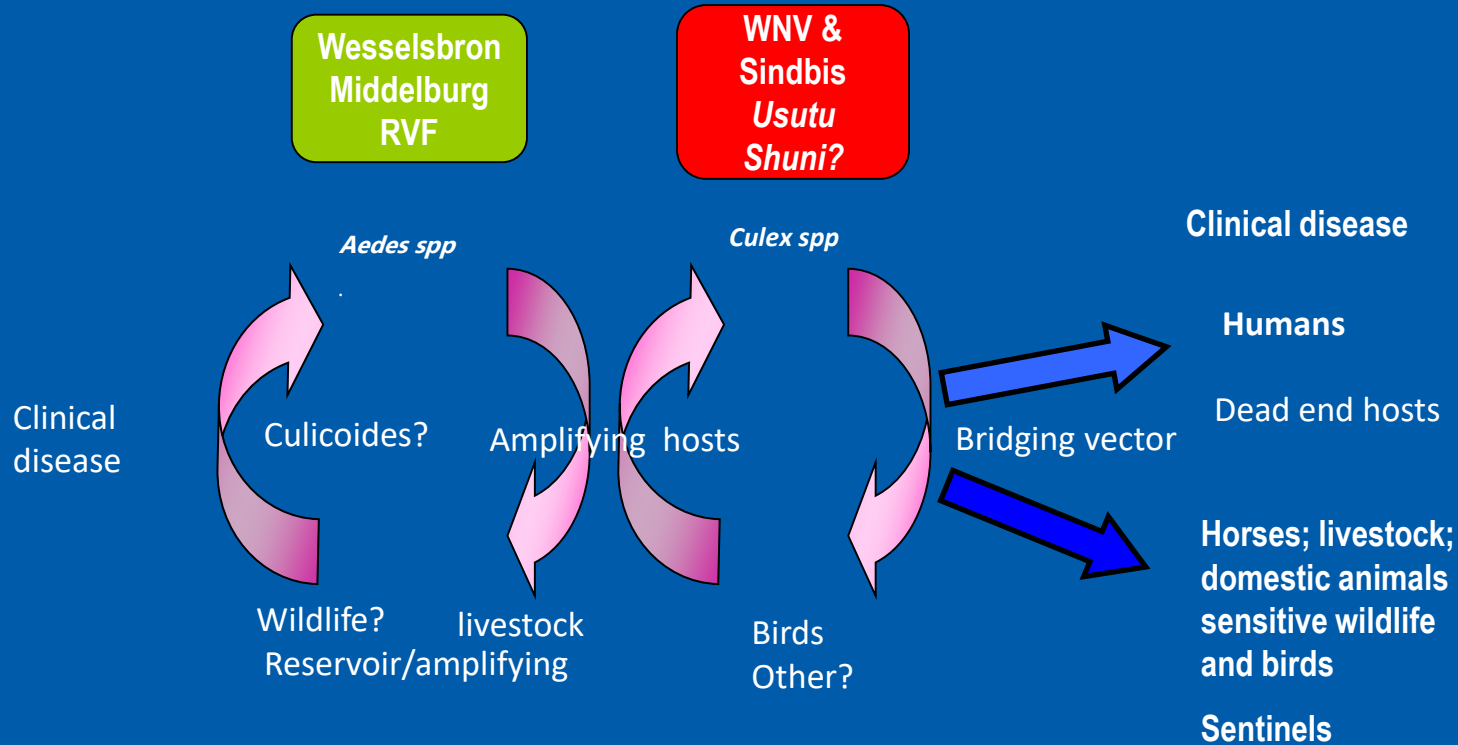 Wesselsbron
Middelburg
RVF
WNV &
Sindbis
Usutu
Shuni?
Aedes spp
.
Culex spp
Clinical disease
Humans
Dead end hosts
Clinical
disease
Culicoides?
Amplifying hosts
Bridging vector
Wildlife?
livestock
Reservoir/amplifying
Birds
Other?
Horses; livestock;
domestic animals
sensitive wildlife
and birds
Sentinels